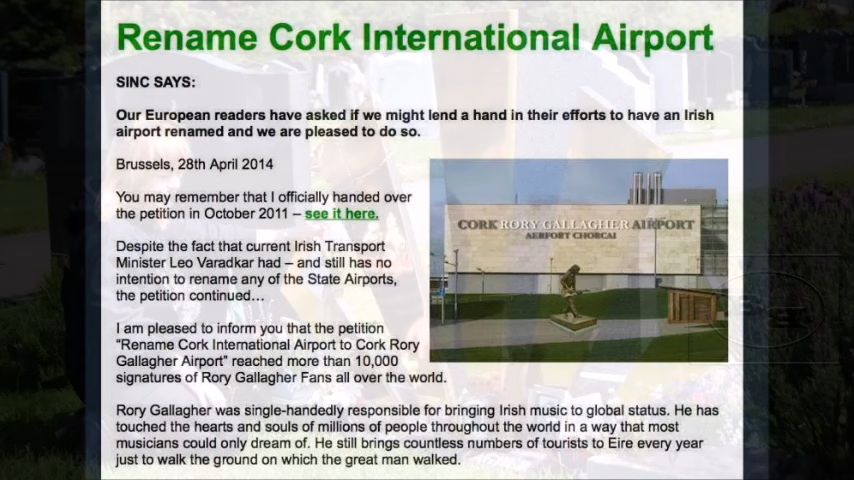 Rename Cork International Airport
SINC SAYS:
Our European readers have asked if we might lend a hand in their efforts to have an Irish
airport renamed and we are pleased to do so.
Brussels, 28th April 2014
You may remember that I officially handed over
the petition in October 2011 – see it here.
Despite the fact that current Irish Transport
Minister Leo Varadkar had – and still has no
intention to rename any of the State Airports,
the petition continued…
I am pleased to inform you that the petition
“Rename Cork International Airport to Cork Rory
Gallagher Airport” reached more than 10,000
signatures of Rory Gallagher Fans all over the world.
CORK RORY GALLAGHER AIRPORT
AERFORT CHORCAI
Rory Gallagher was single-handedly responsible for bringing Irish music to global status. He has
touched the hearts and souls of millions of people throughout the world in a way that most
musicians could only dream of. He still brings countless numbers of tourists to Eire every year
just to walk the ground on which the great man walked.